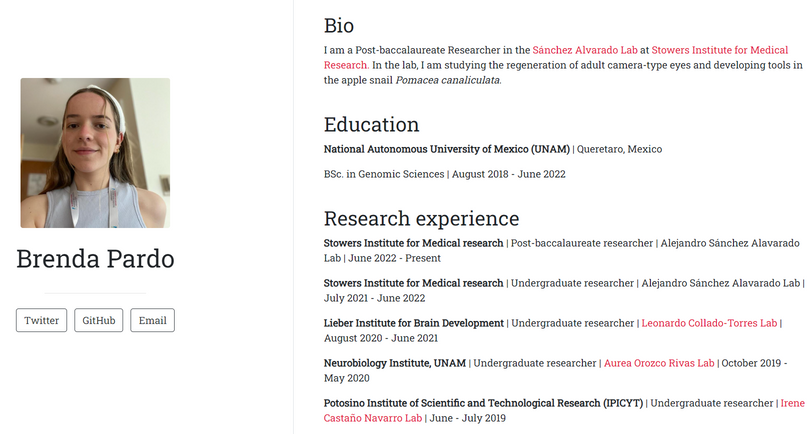 Brenda Pardo
Twitter
GitHub
Email
Bio
I am a Post-baccalaureate Researcher in the Sánchez Alvarado Lab at Stowers Institute for Medical
Research. In the lab, I am studying the regeneration of adult camera-type eyes and developing tools in
the apple snail Pomacea canaliculata.
Education
National Autonomous University of Mexico (UNAM) | Queretaro, Mexico
BSc. in Genomic Sciences | August 2018 - June 2022
Research experience
Stowers Institute for Medical research | Post-baccalaureate researcher | Alejandro Sánchez Alavarado
Lab | June 2022 - Present
Stowers Institute for Medical research | Undergraduate researcher | Alejandro Sánchez Alavarado Lab |
July 2021 - June 2022
Lieber Institute for Brain Development | Undergraduate researcher | Leonardo Collado-Torres Lab |
August 2020 - June 2021
Neurobiology Institute, UNAM | Undergraduate researcher | Aurea Orozco Rivas Lab | October 2019 -
May 2020
Potosino Institute of Scientific and Technological Research (IPICYT) | Undergraduate researcher | Irene
Castaño Navarro Lab | June - July 2019